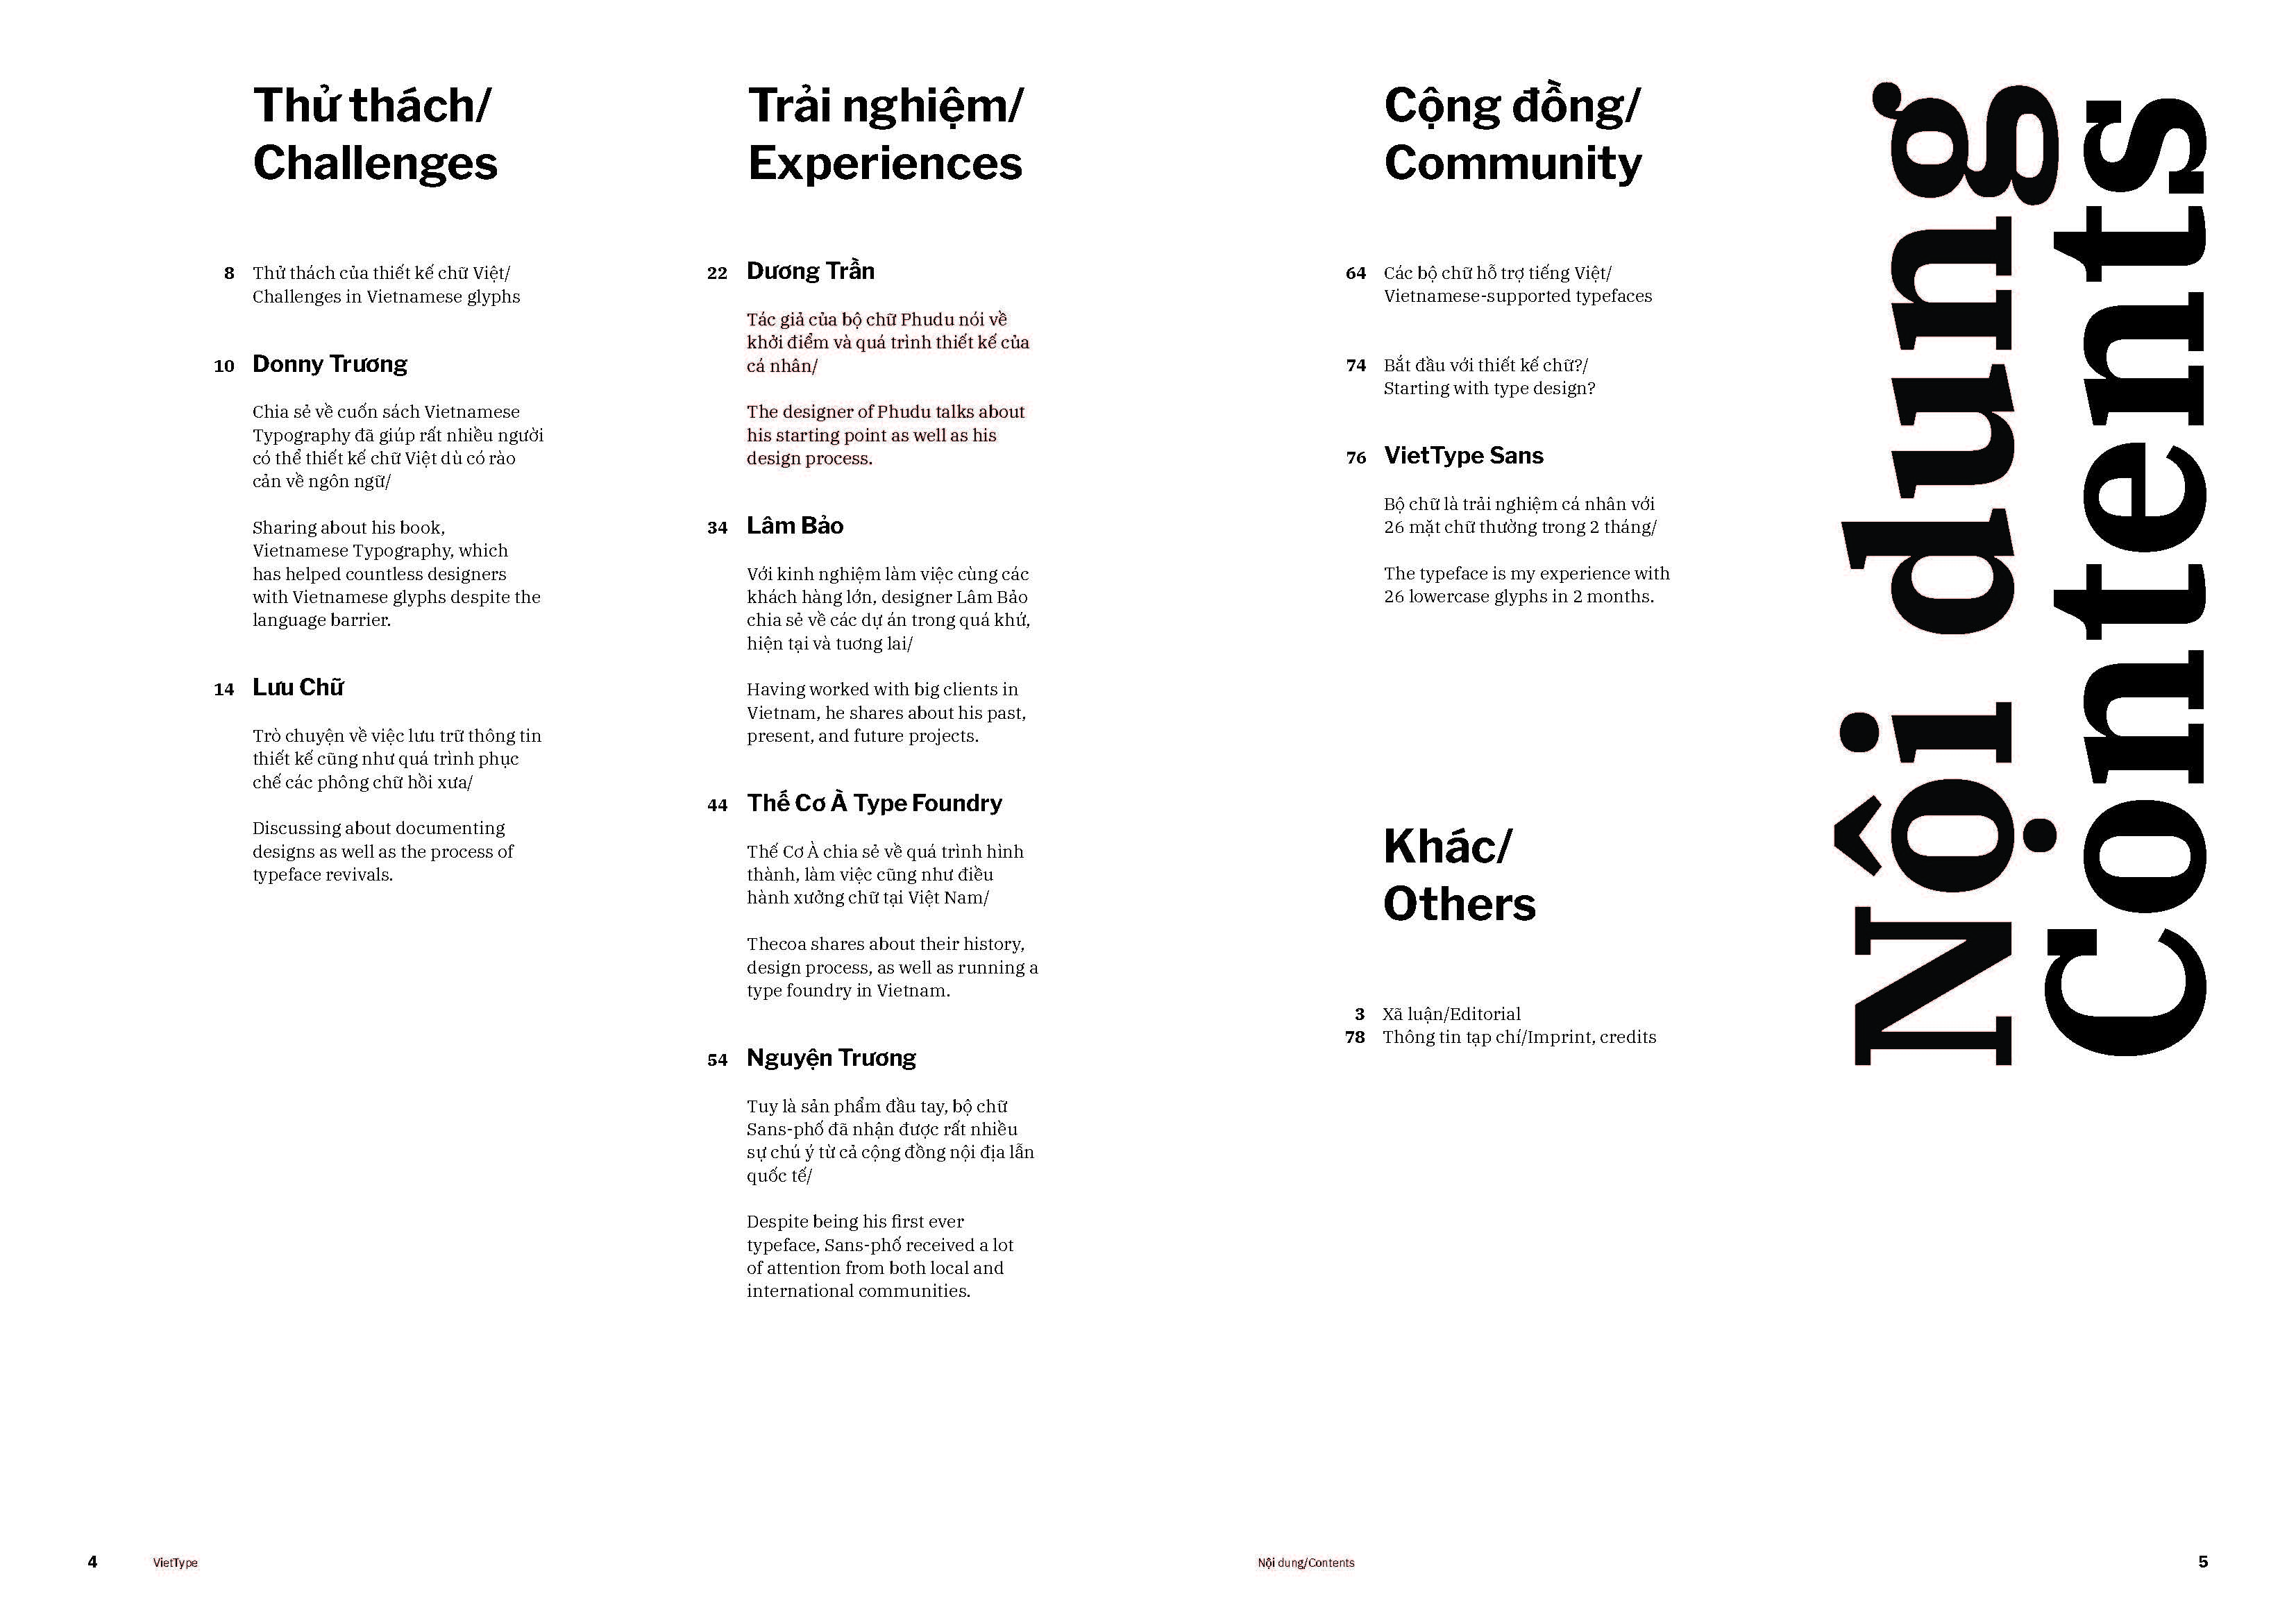 Thử thách/
Challenges
8 Thử thách của thiết kế chữ Việt/
Challenges in Vietnamese glyphs
10 Donny Trương
Chia sẻ về cuốn sách Vietnamese
Typography đã giúp rất nhiều người
có thể thiết kế chữ Việt dù có rào
cản về ngôn ngữ/
Sharing about his book,
Vietnamese Typography, which
has helped countless designers
with Vietnamese glyphs despite the
language barrier.
14 Lưu Chữ
Trò chuyện về việc lưu trữ thông tin
thiết kế cũng như quá trình phục
chế các phông chữ hồi xưa/
Discussing about documenting
designs as well as the process of
typeface revivals.
Trải nghiệm/
Experiences
22 Dương Trần
Tác giả của bộ chữ Phudu nói về
khởi điểm và quá trình thiết kế của
cá nhân/
The designer of Phudu talks about
his starting point as well as his
design process.
34 Lâm Bảo
Với kinh nghiệm làm việc cùng các
khách hàng lớn, designer Lâm Bảo
chia sẻ về các dự án trong quá khứ,
hiện tại và tương lai/
Having worked with big clients in
Vietnam, he shares about his past,
present, and future projects.
44 Thế Cơ À Type Foundry
Thế Cơ À chia sẻ về quá trình hình
thành, làm việc cũng như điều
hành xưởng chữ tại Việt Nam/
Thecoa shares about their history,
design process, as well as running a
type foundry in Vietnam.
54 Nguyện Trương
Tuy là sản phẩm đầu tay, bộ chữ
Sans-phố đã nhận được rất nhiều
sự chú ý từ cả cộng đồng nội địa lẫn
quốc tế/
Despite being his first ever
typeface, Sans-phố received a lot
of attention from both local and
international communities.
Cộng đồng/
Community
64 Các bộ chữ hỗ trợ tiếng Việt/
Vietnamese-supported typefaces
74 Bắt đầu với thiết kế chữ?/
Starting with type design?
76 VietType Sans
Bộ chữ là trải nghiệm cá nhân với
26 mặt chữ thường trong 2 tháng/
The typeface is my experience with
26 lowercase glyphs in 2 months.
Khác/
Others
3 Xã luận/Editorial
78 Thông tin tạp chí/Imprint, credits
Nội dung
Contents
4 VietType
Nội dung/Contents 5